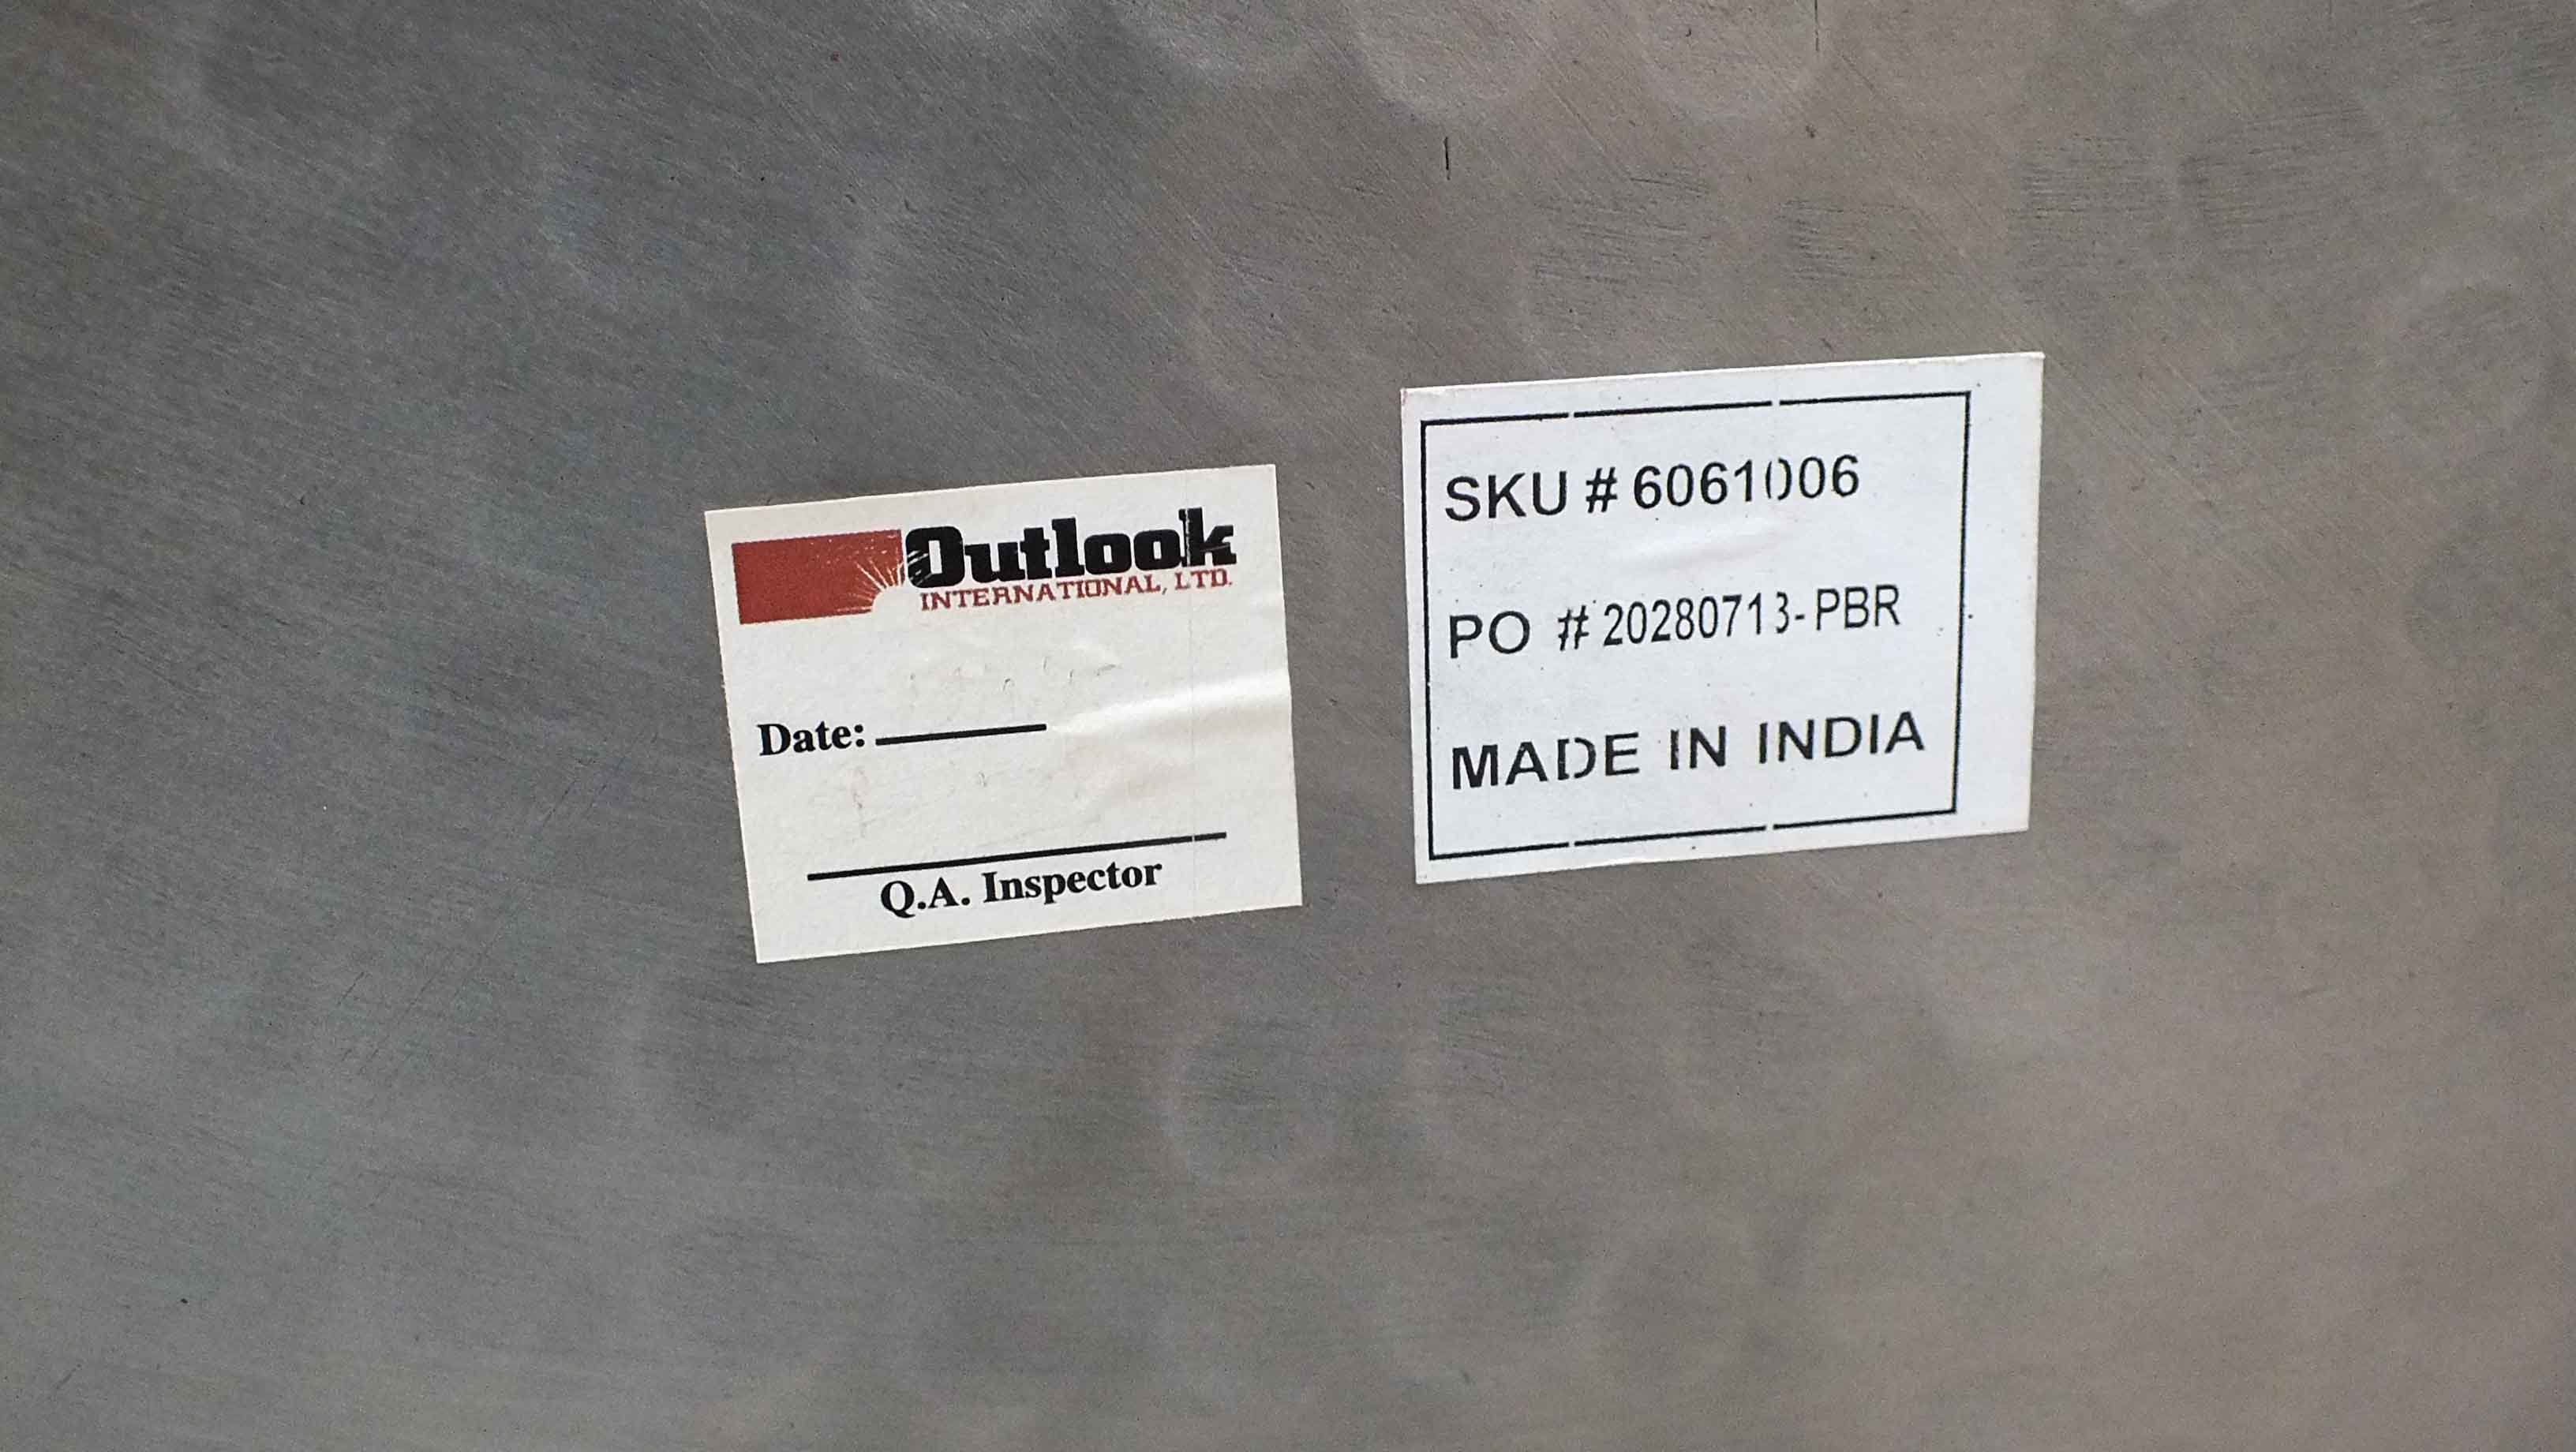 Outlook
INTERNATIONAL, LTD.
Date:
Q.A. Inspector
SKU # 6061006
PO # 20280713-PBR
MADE IN INDIA